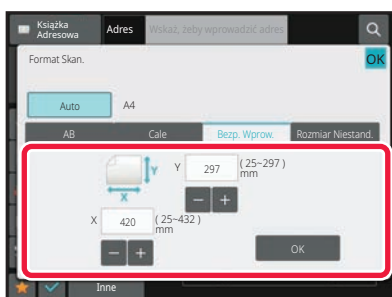 Książka
Adresowa
Adres
Wskaż, żeby wprowadzić adres
Format Skan.
OK
Auto
A4
AB
Cale
Bezp. Wprow.
Rozmiar Niestand.
Y
Y 297 ( 25~297 )
mm
X
X 420 ( 25~432 )
mm
OK
Inne